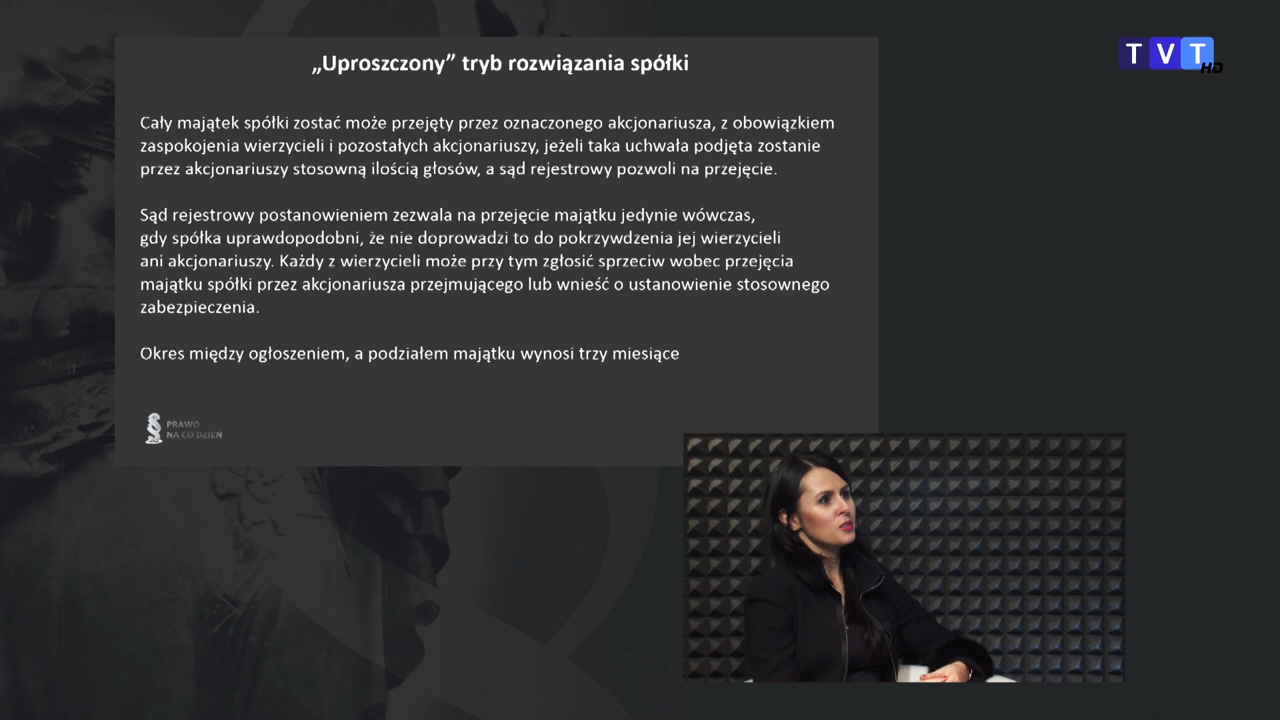 „Uproszczony” tryb rozwiązania spółki
Cały majątek spółki zostać może przejęty przez oznaczonego akcjonariusza, z obowiązkiem
zaspokojenia wierzycieli i pozostałych akcjonariuszy, jeżeli taka uchwała podjęta zostanie
przez akcjonariuszy stosowną ilością głosów, a sąd rejestrowy pozwoli na przejęcie.
Sąd rejestrowy postanowieniem zezwala na przejęcie majątku jedynie wówczas,
gdy spółka uprawdopodobni, że nie doprowadzi to do pokrzywdzenia jej wierzycieli
ani akcjonariuszy. Każdy z wierzycieli może przy tym zgłosić sprzeciw wobec przejęcia
majątku spółki przez akcjonariusza przejmującego lub wnieść o ustanowienie stosownego
zabezpieczenia.
Okres między ogłoszeniem, a podziałem majątku wynosi trzy miesiące
PRAWO
NA CO DZIEŃ
TVT
HD